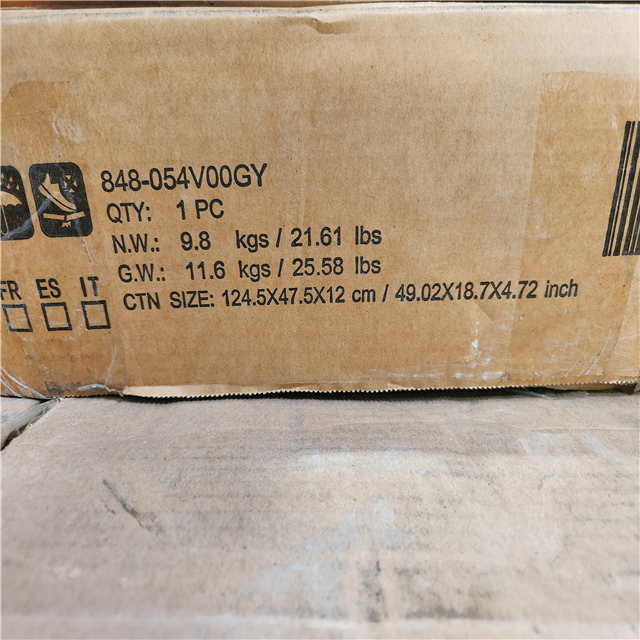 848-054V00GY
QTY: 1 PC
N.W.: 9.8 kgs / 21.61 lbs
G.W.: 11.6 kgs / 25.58 lbs
CTN SIZE: 124.5X47.5X12 cm / 49.02X18.7X4.72 inch
FR ES IT